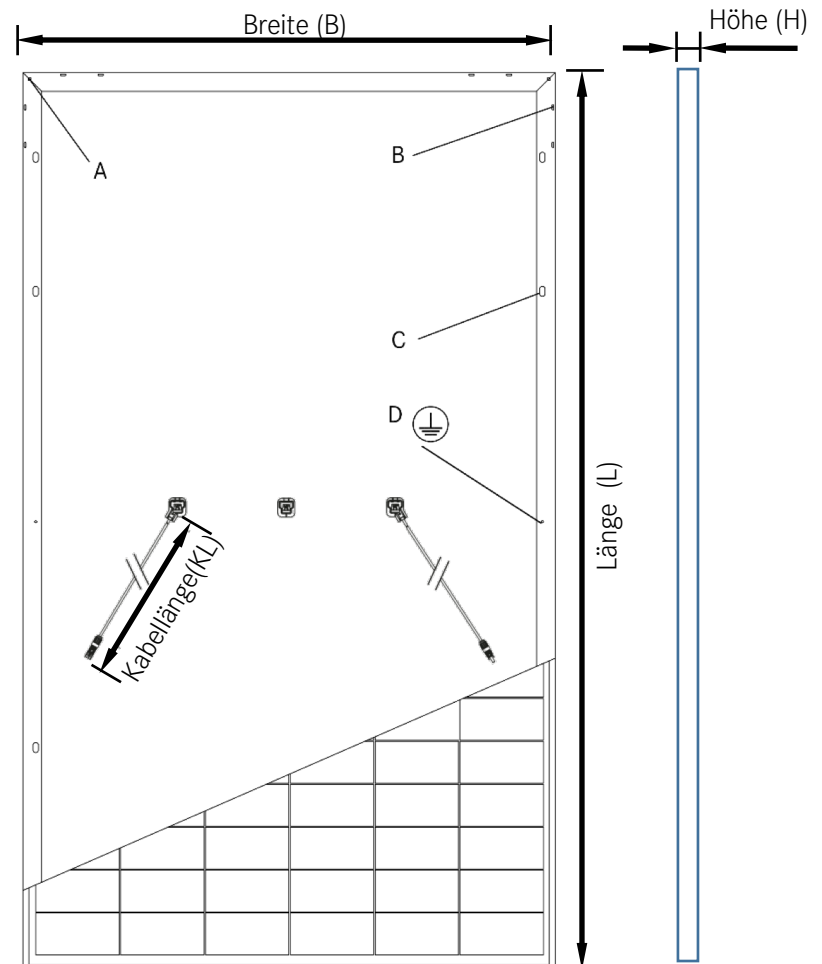 Breite (B)
Höhe (H)
A
B
C
D
Länge (L)
Kabellänge(KL)